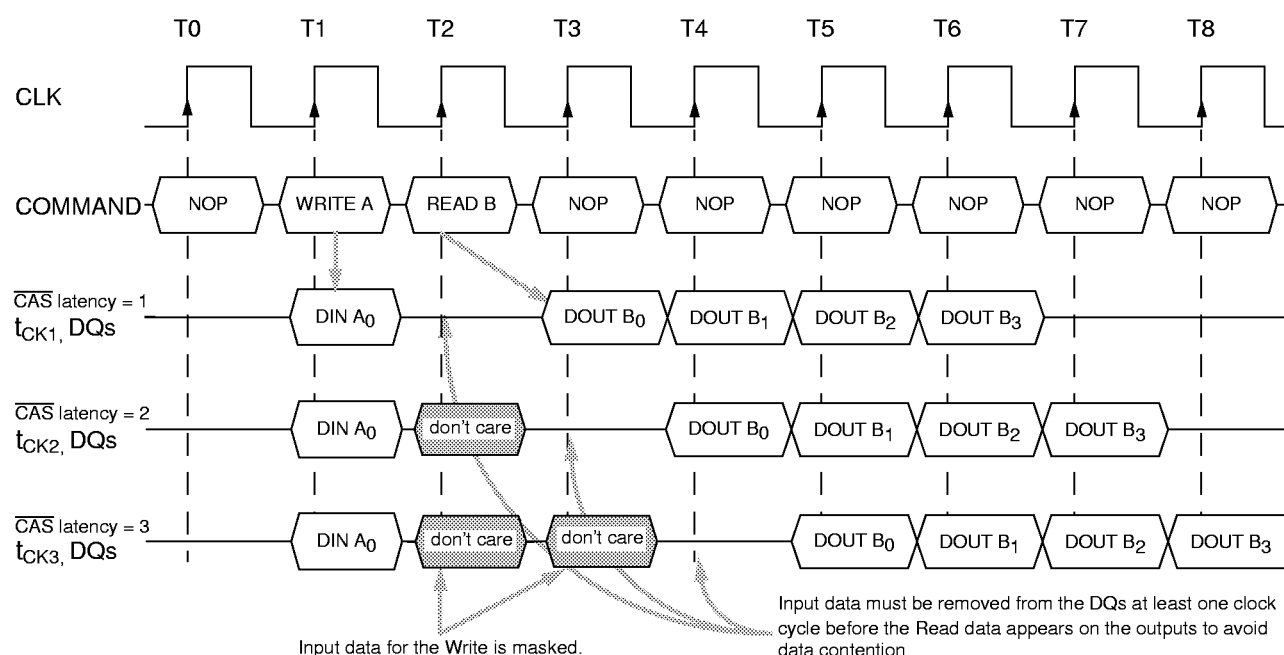 T0 T1 T2 T3 T4 T5 T6 T7 T8
CLK
COMMAND NOP WRITE A READ B NOP NOP NOP NOP NOP NOP
CAS latency = 1
tCK1, DQs DIN A0 DOUT B0 DOUT B1 DOUT B2 DOUT B3
CAS latency = 2
tCK2, DQs DIN A0 don't care DOUT B0 DOUT B1 DOUT B2 DOUT B3
CAS latency = 3
tCK3, DQs DIN A0 don't care don't care DOUT B0 DOUT B1 DOUT B2 DOUT B3
Input data for the Write is masked.
Input data must be removed from the DQs at least one clock
cycle before the Read data appears on the outputs to avoid
data contention